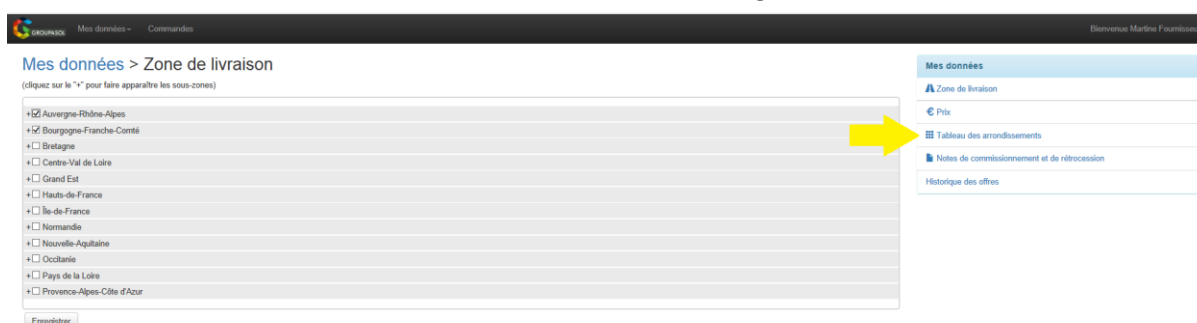 GROUPASOL Mes données Commandes Bienvenue Martine Fournisseur
Mes données > Zone de livraison
(cliquez sur le "+" pour faire apparaître les sous-zones)
+ Auvergne-Rhône-Alpes
+ Bourgogne-Franche-Comté
+ Bretagne
+ Centre-Val de Loire
+ Grand Est
+ Hauts-de-France
+ Île-de-France
+ Normandie
+ Nouvelle-Aquitaine
+ Occitanie
+ Pays de la Loire
+ Provence-Alpes-Côte d'Azur
Enregistrer
Mes données
Zone de livraison
€ Prix
Tableau des arrondissements
Notes de commissionnement et de rétrocession
Historique des offres